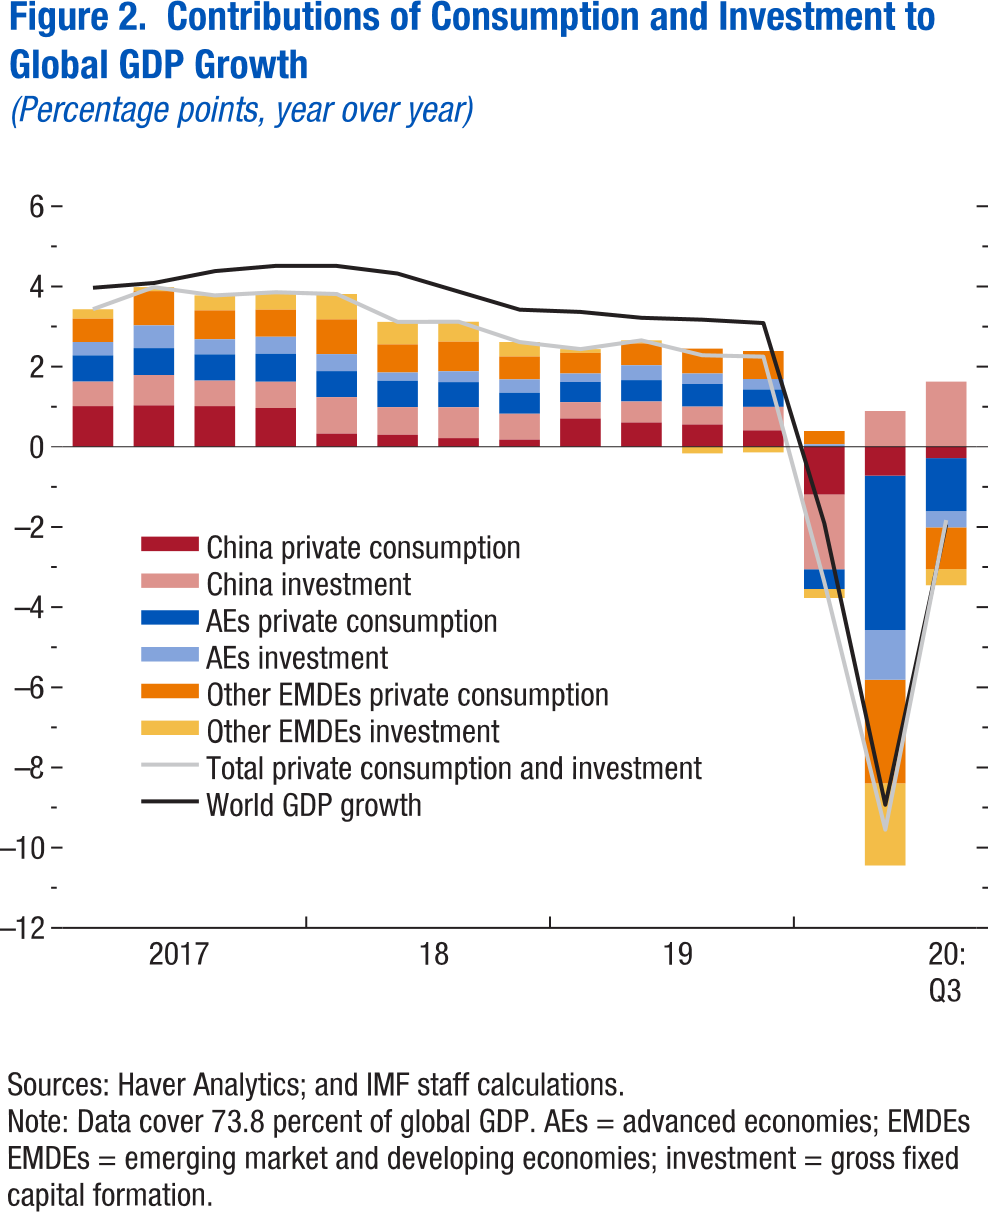 Figure 2.  Contributions of Consumption and Investment to
Global GDP Growth
(Percentage points, year over year)
6
4
2
0
–2
–4
–6
–8
–10
–12
China private consumption
China investment
AEs private consumption
AEs investment
Other EMDEs private consumption
Other EMDEs investment
Total private consumption and investment
World GDP growth
2017 18 19 20:
Q3
Sources: Haver Analytics; and IMF staff calculations.
Note: Data cover 73.8 percent of global GDP. AEs = advanced economies; EMDEs
EMDEs = emerging market and developing economies; investment = gross fixed
capital formation.